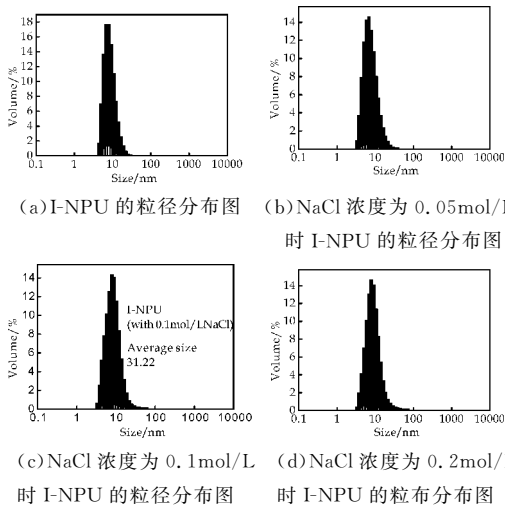 Volume/%
18
16
14
12
10
8
6
4
2
0
0.1 1 10 100 1000 10000
Size/nm
(a)I-NPU 的粒径分布图
Volume/%
14
12
10
8
6
4
2
0
0.1 1 10 100 1000 10000
Size/nm
(b)NaCl 浓度为 0.05mol/L
时 I-NPU 的粒径分布图
Volume/%
14
12
10
8
6
4
2
0
I-NPU
(with 0.1mol/LNaCl)
Average size
31.22
0.1 1 10 100 1000 10000
Size/nm
(c)NaCl 浓度为 0.1mol/L
时 I-NPU 的粒径分布图
Volume/%
14
12
10
8
6
4
2
0
0.1 1 10 100 1000 10000
Size/nm
(d)NaCl 浓度为 0.2mol/
时 I-NPU 的粒布分布图